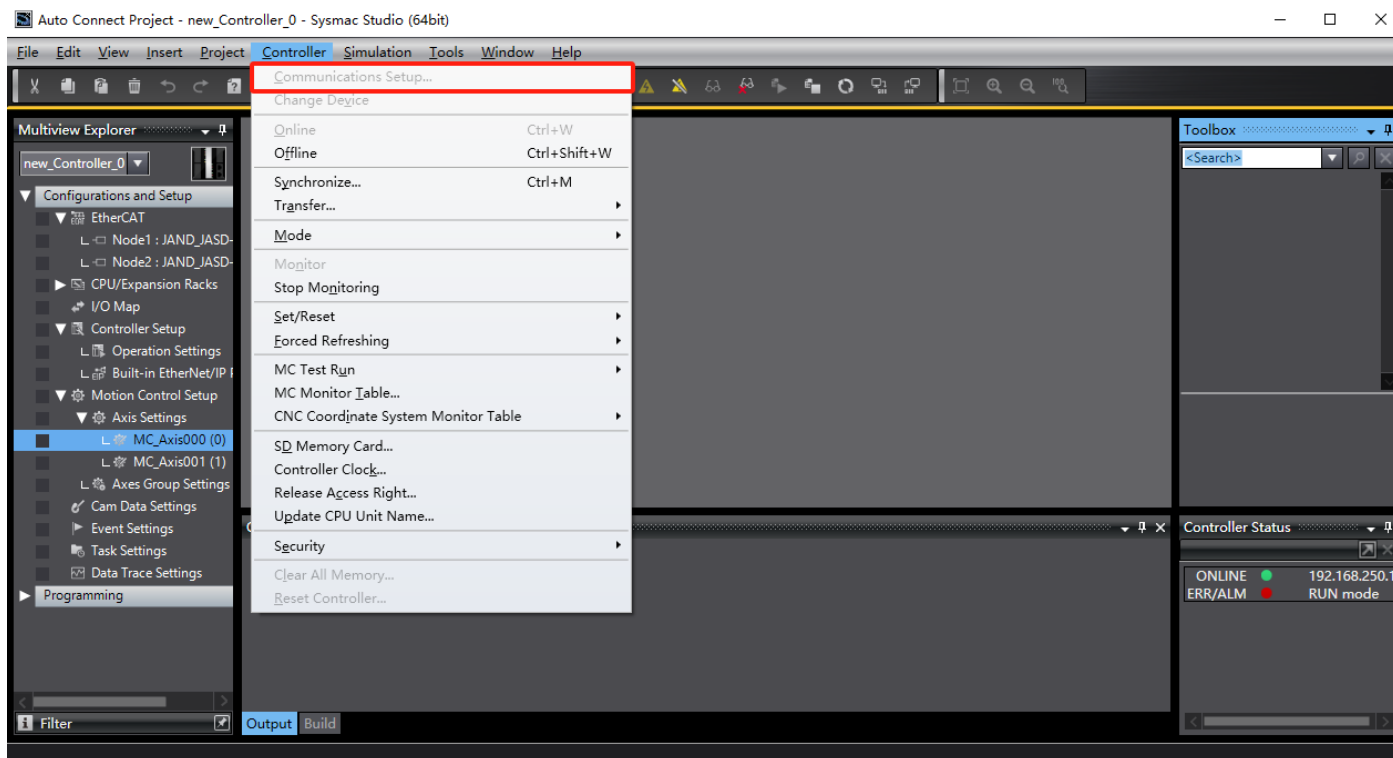 Auto Connect Project - new_Controller_0 - Sysmac Studio (64bit)
File Edit View Insert Project Controller Simulation Tools Window Help
Multiview Explorer
new_Controller_0
Configurations and Setup
EtherCAT
Node1 : JAND_JASD-
Node2 : JAND_JASD-
CPU/Expansion Racks
I/O Map
Controller Setup
Operation Settings
Built-in EtherNet/IP
Motion Control Setup
Axis Settings
MC_Axis000 (0)
MC_Axis001 (1)
Axes Group Settings
Cam Data Settings
Event Settings
Task Settings
Data Trace Settings
Programming
Filter
Communications Setup...
Change Device
Online Ctrl+W
Offline Ctrl+Shift+W
Synchronize... Ctrl+M
Transfer...
Mode
Monitor
Stop Monitoring
Set/Reset
Forced Refreshing
MC Test Run
MC Monitor Table...
CNC Coordinate System Monitor Table
SD Memory Card...
Controller Clock...
Release Access Right...
Update CPU Unit Name...
Security
Clear All Memory...
Reset Controller...
Output Build
Toolbox
<Search>
Controller Status
ONLINE 192.168.250.1
ERR/ALM RUN mode